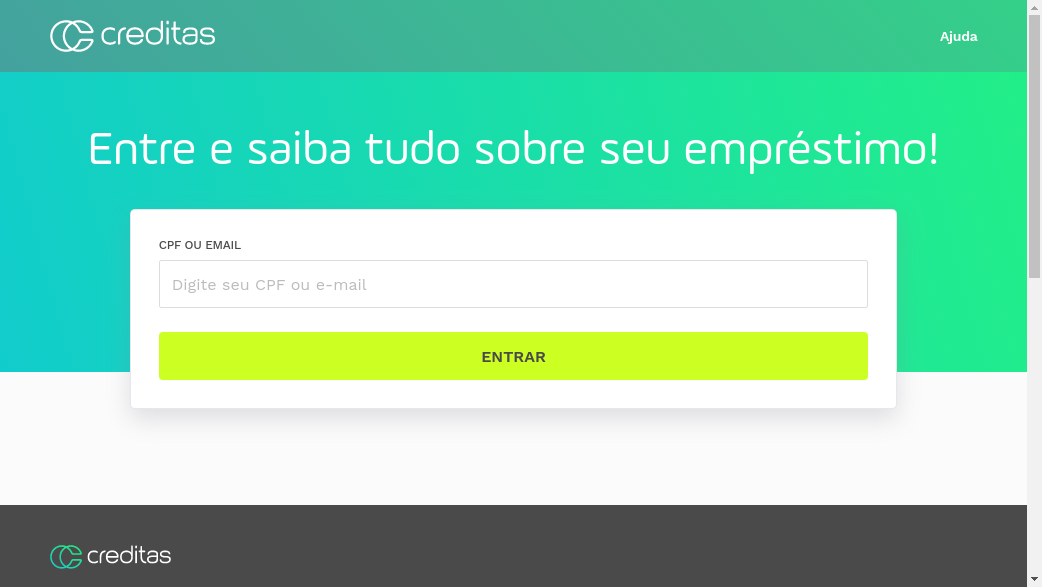 creditas
Ajuda
Entre e saiba tudo sobre seu empréstimo!
CPF OU EMAIL
Digite seu CPF ou e-mail
ENTRAR
creditas